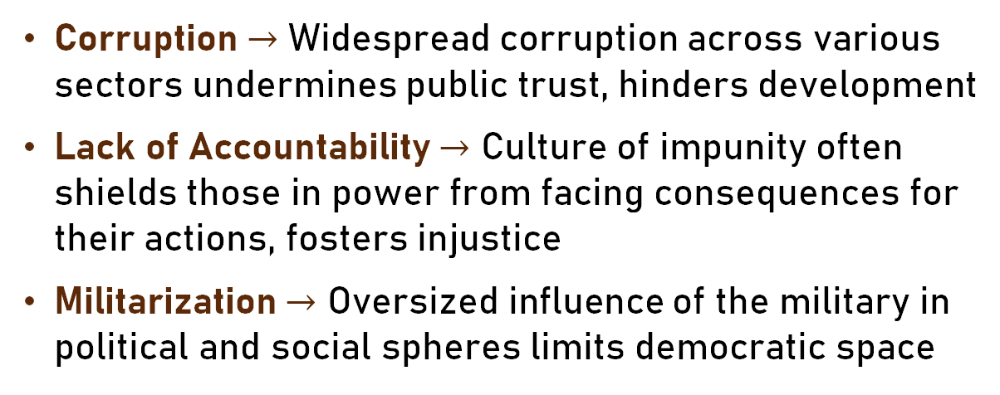 • Corruption → Widespread corruption across various
sectors undermines public trust, hinders development
• Lack of Accountability → Culture of impunity often
shields those in power from facing consequences for
their actions, fosters injustice
• Militarization → Oversized influence of the military in
political and social spheres limits democratic space